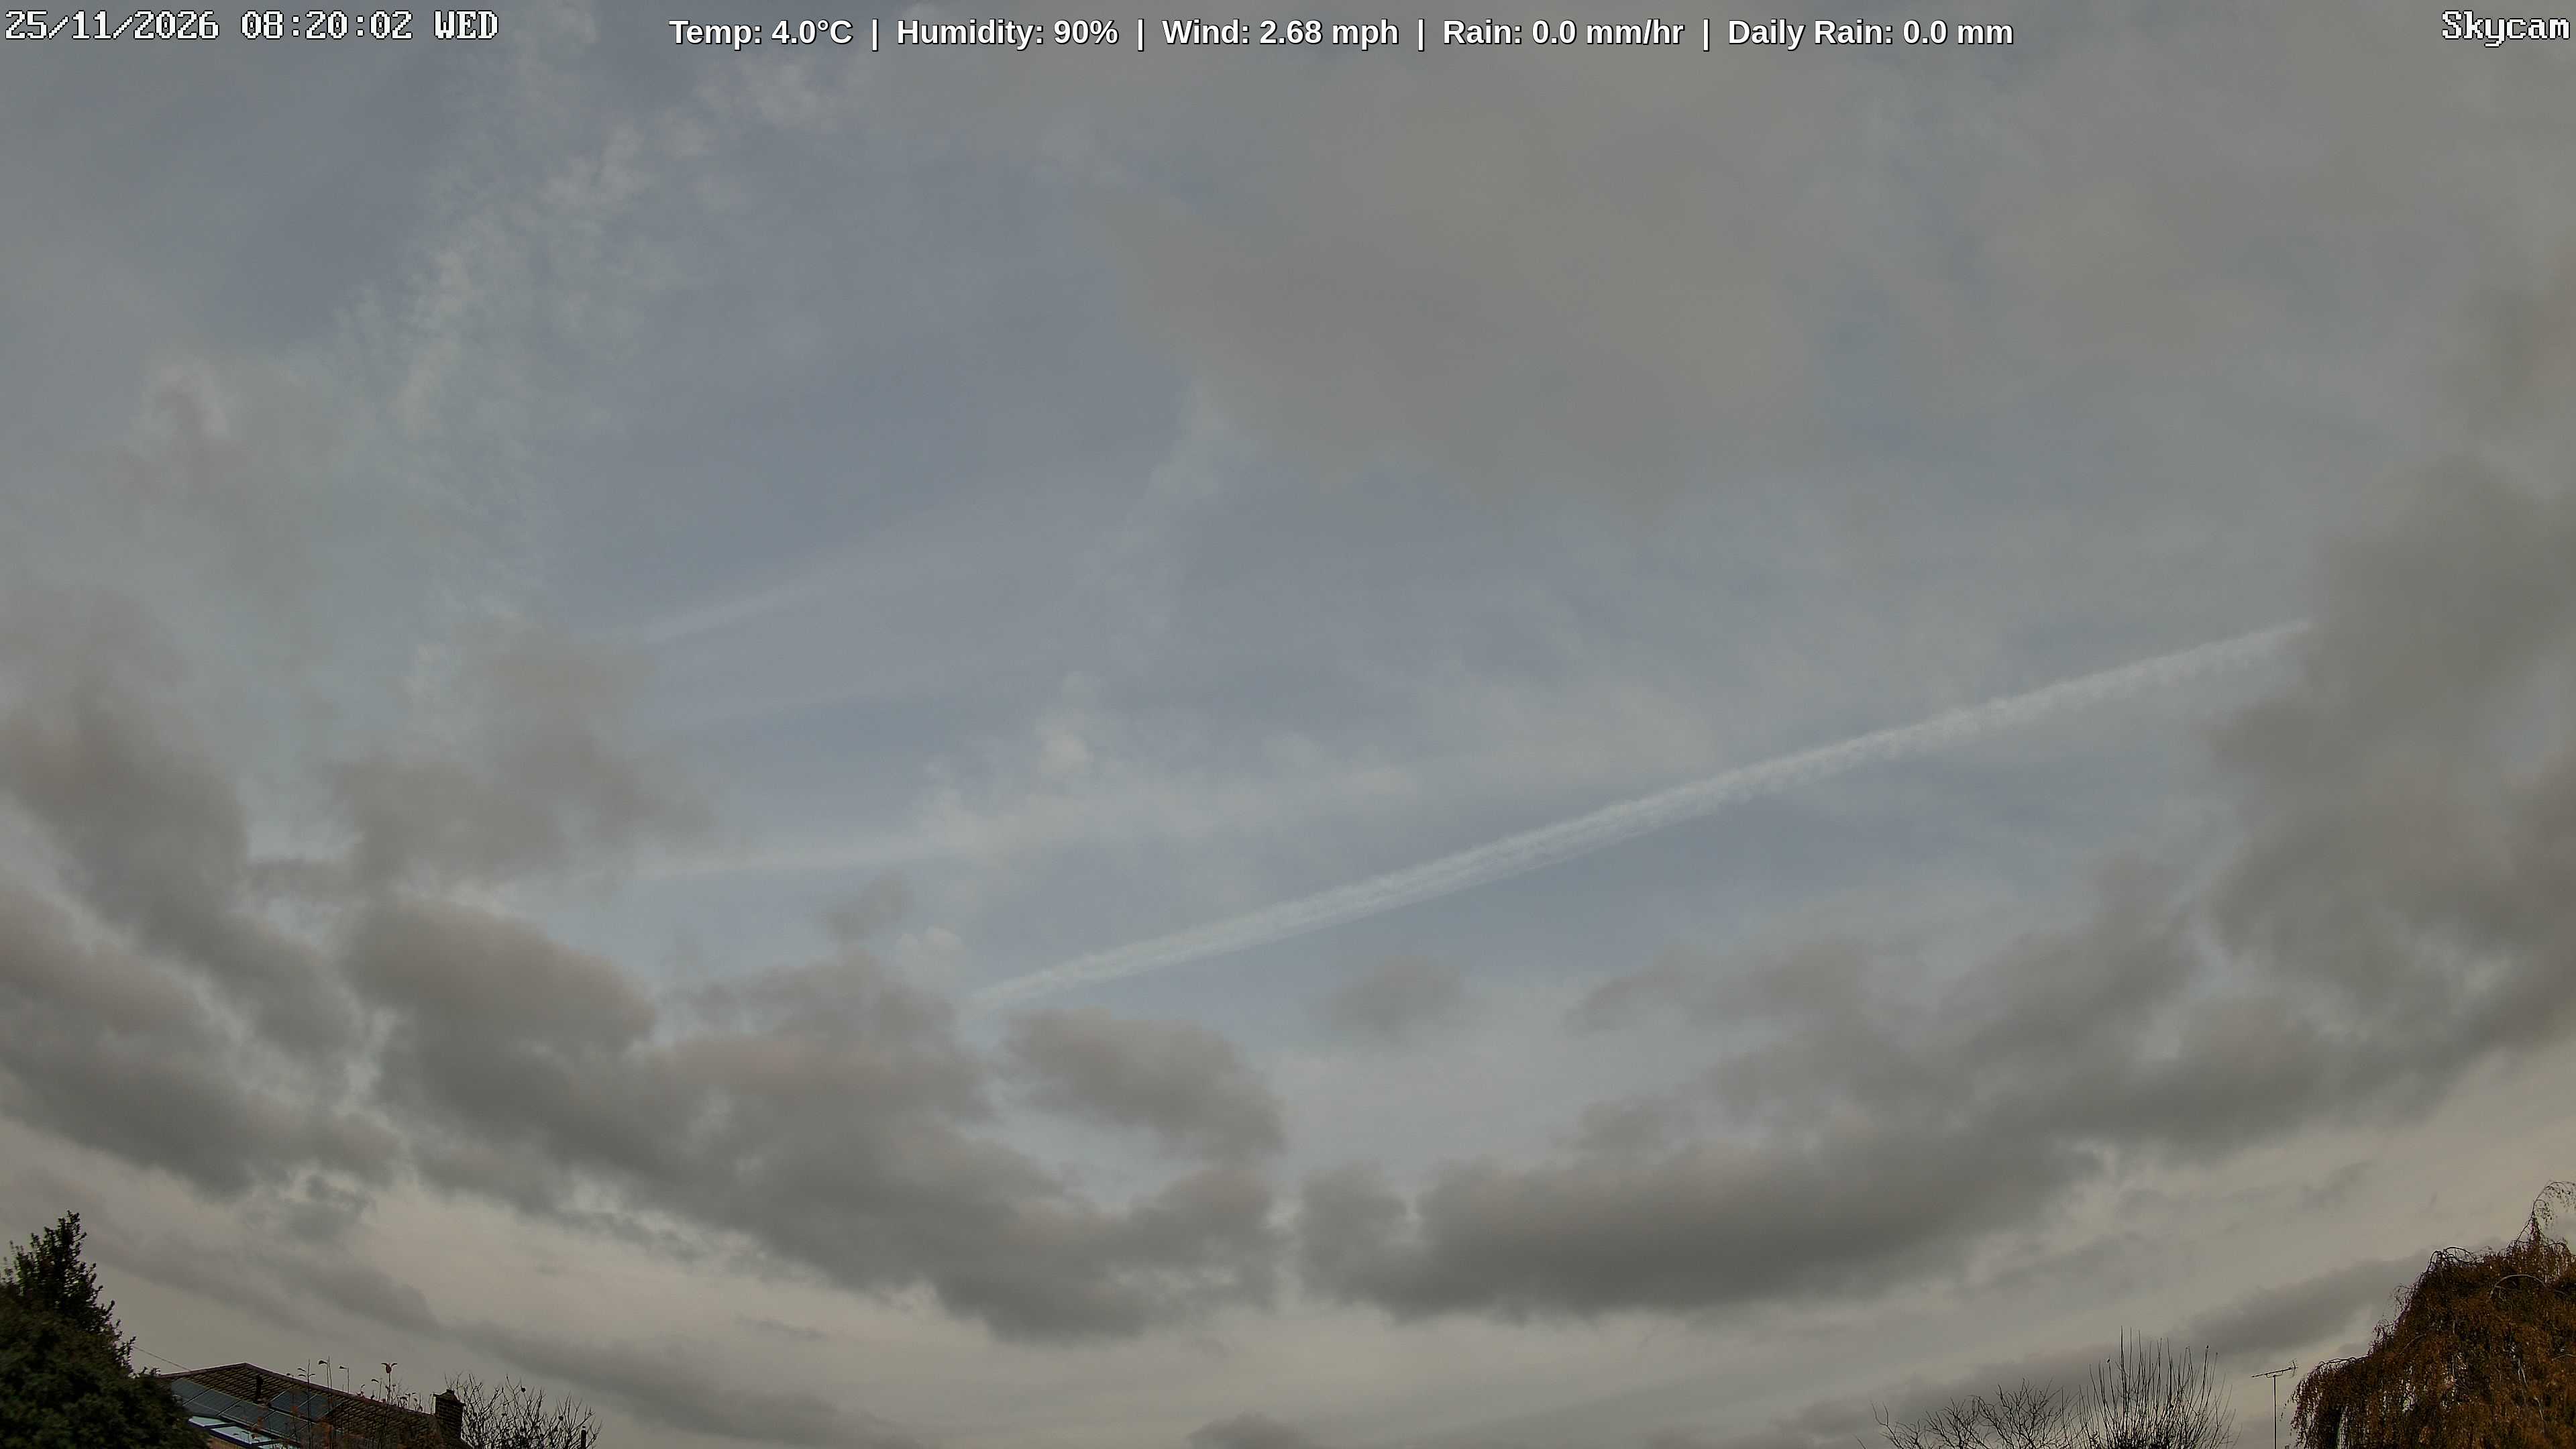 25/11/2026 08:20:02 WED
Temp: 4.0°C | Humidity: 90% | Wind: 2.68 mph | Rain: 0.0 mm/hr | Daily Rain: 0.0 mm
Skycam